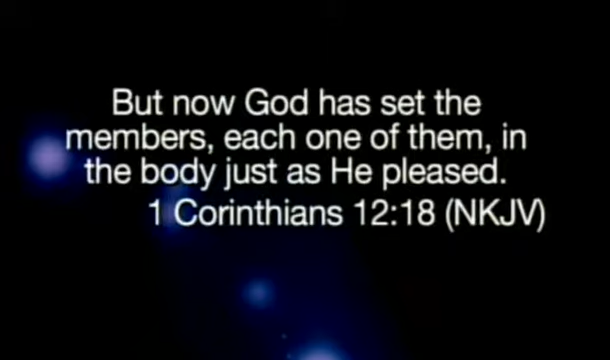 But now God has set the
members, each one of them, in
the body just as He pleased.
1 Corinthians 12:18 (NKJV)